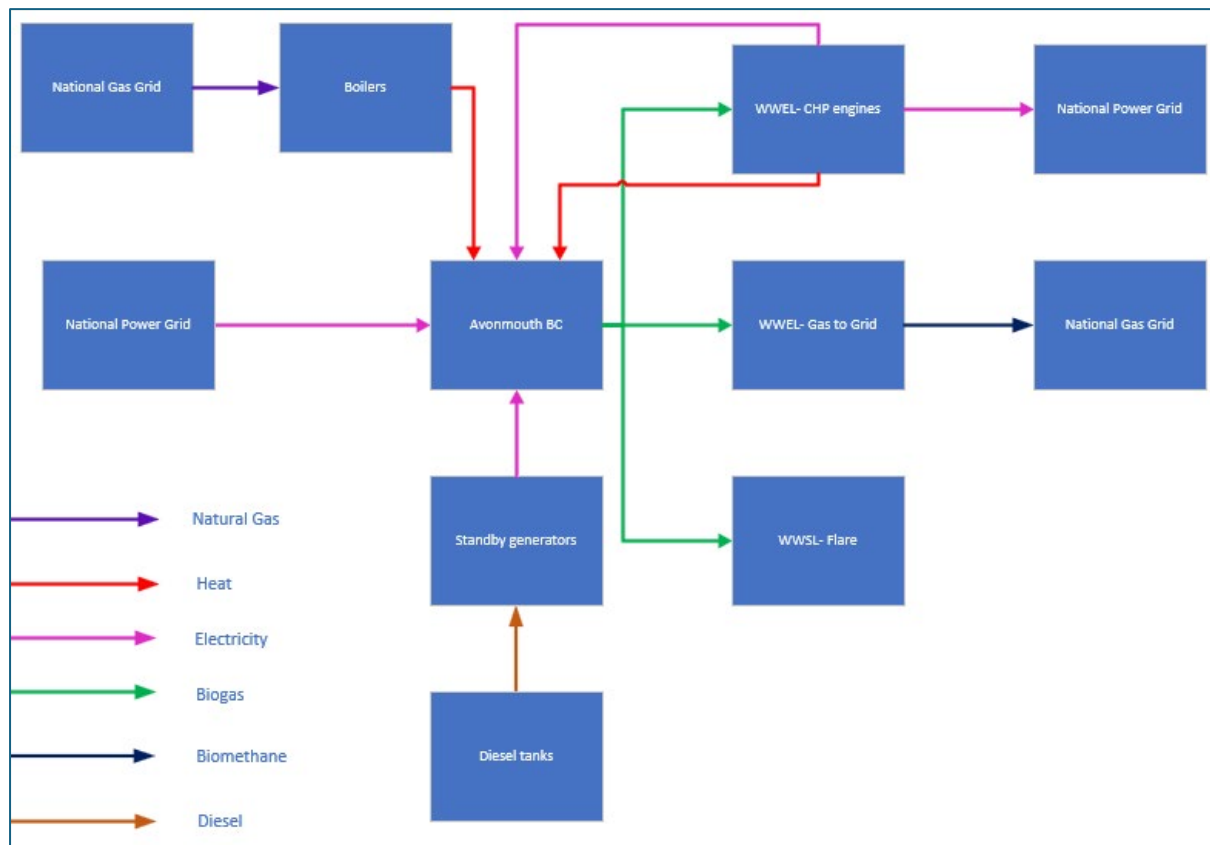 National Gas Grid
Boilers
WWEL- CHP engines
National Power Grid
National Power Grid
Avonmouth BC
WWEL- Gas to Grid
National Gas Grid
Standby generators
WWSL- Flare
Diesel tanks
Natural Gas
Heat
Electricity
Biogas
Biomethane
Diesel